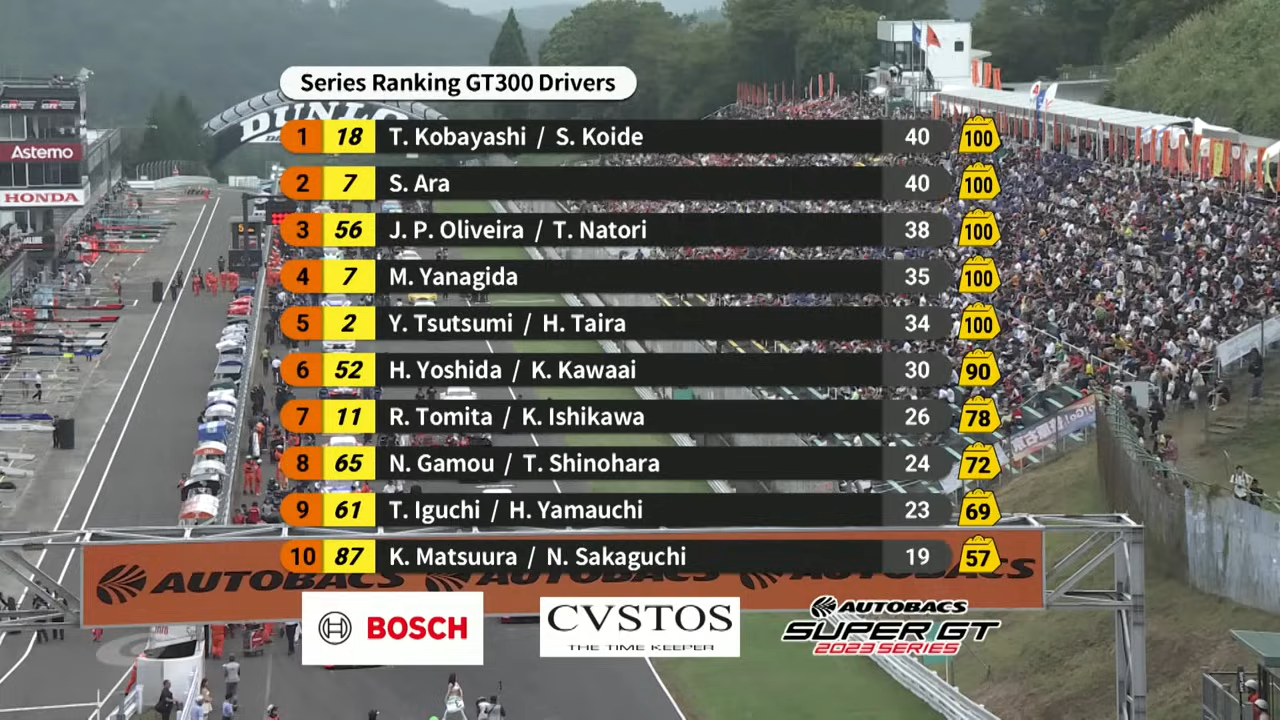 Series Ranking GT300 Drivers
DUNLO
1 18 T. Kobayashi / S. Koide 40 100
2 7 S. Ara 40 100
3 56 J. P. Oliveira / T. Natori 38 100
4 7 M. Yanagida 35 100
5 2 Y. Tsutsumi / H. Taira 34 100
6 52 H. Yoshida / K. Kawaai 30 90
7 11 R. Tomita / K. Ishikawa 26 78
8 65 N. Gamou / T. Shinohara 24 72
9 61 T. Iguchi / H. Yamauchi 23 69
10 87 K. Matsuura / N. Sakaguchi 19 57
Astemo
HONDA
AUTOBACS AUTOBACS AUTOBACS
BOSCH
CVSTOS
THE TIME KEEPER
AUTOBACS
SUPER GT
2023 SERIES